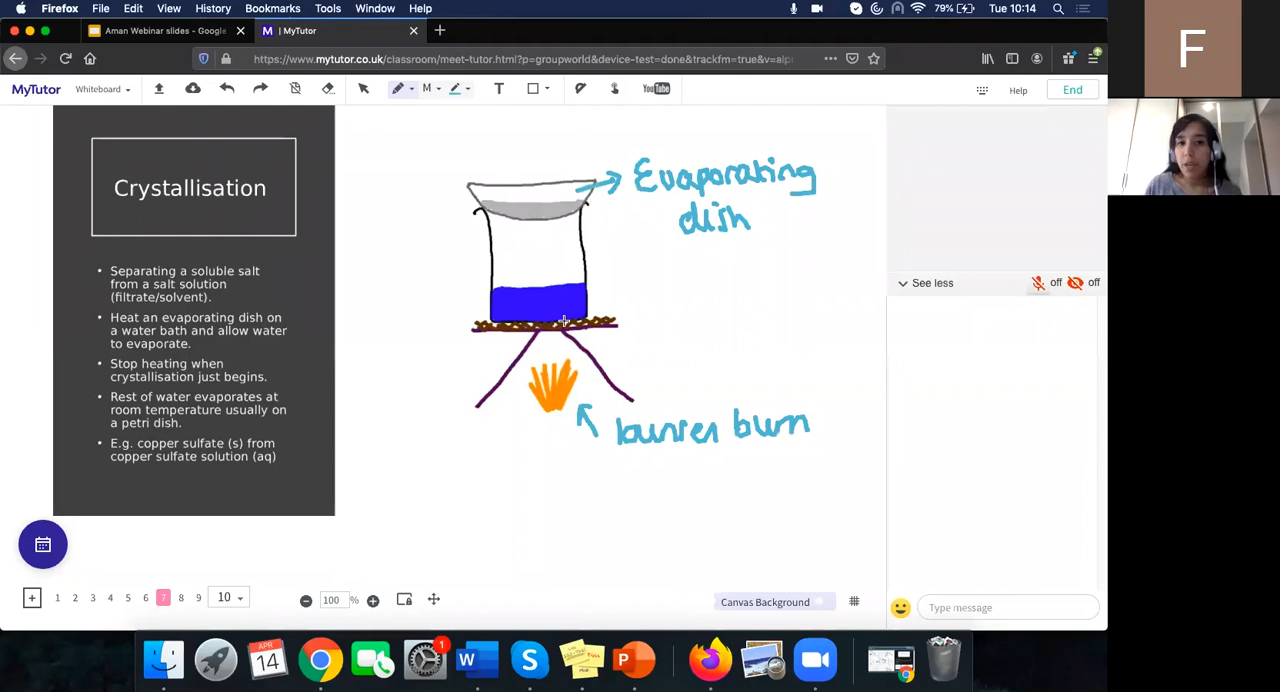 Firefox File Edit View History Bookmarks Tools Window Help
79% Tue 10:14
Aman Webinar slides - Google
M | MyTutor
https://www.mytutor.co.uk/classroom/meet-tutor.html?p=groupworld&device-test=done&trackfm=true&v=alpr
MyTutor Whiteboard M T YouTube Help End
Crystallisation
• Separating a soluble salt
from a salt solution
(filtrate/solvent).
• Heat an evaporating dish on
a water bath and allow water
to evaporate.
• Stop heating when
crystallisation just begins.
• Rest of water evaporates at
room temperature usually on
a petri dish.
• E.g. copper sulfate (s) from
copper sulfate solution (aq)
Evaporating
dish
bunsen burn
F
See less off off
1 2 3 4 5 6 7 8 9 10
100 %
Canvas Background
Type message
APR
14
1
W
S
P